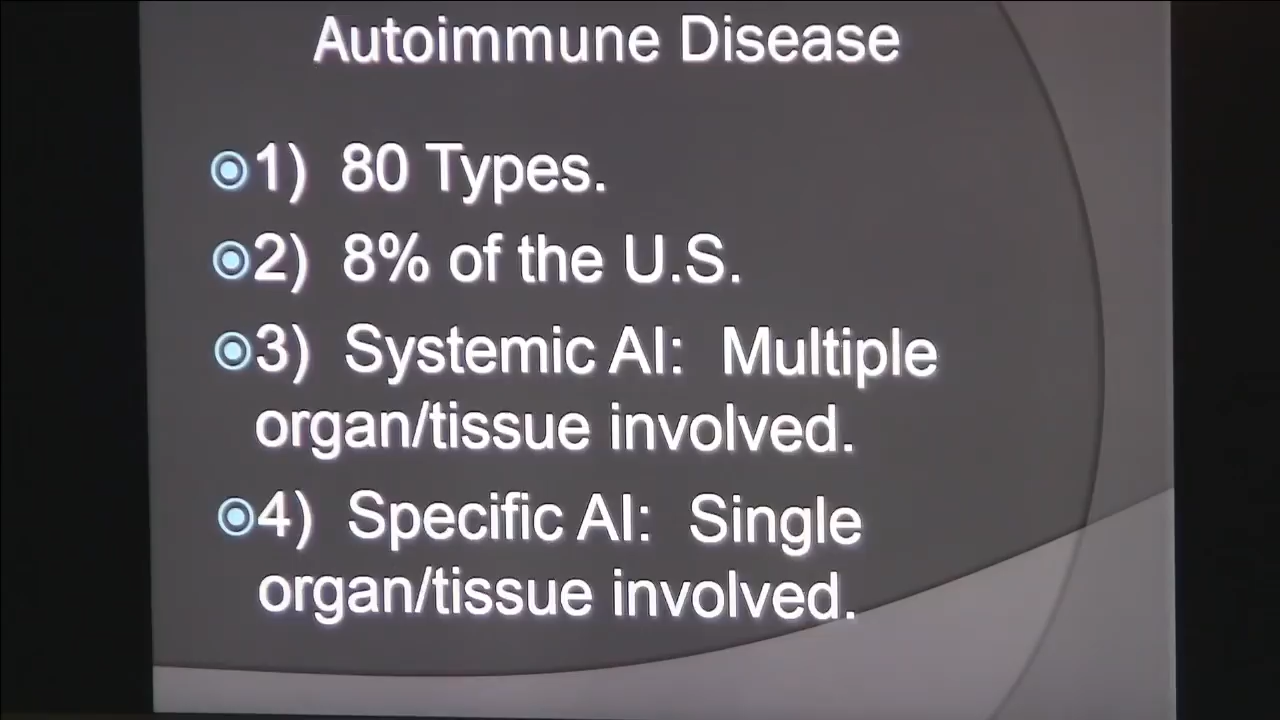 Autoimmune Disease
1) 80 Types.
2) 8% of the U.S.
3) Systemic AI: Multiple
organ/tissue involved.
4) Specific AI: Single
organ/tissue involved.